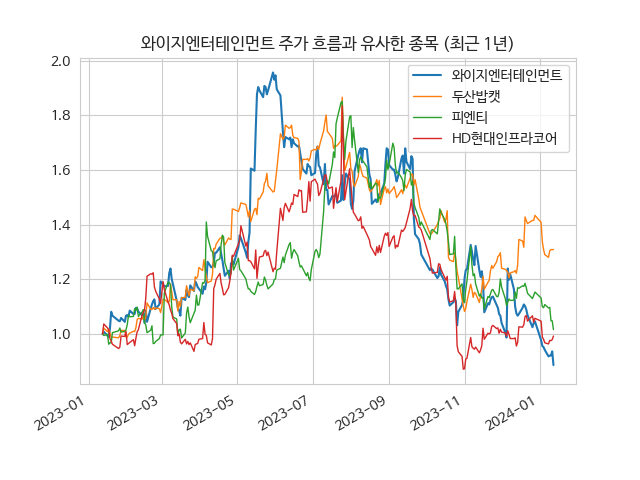 와이지엔터테인먼트 주가 흐름과 유사한 종목 (최근 1년)
와이지엔터테인먼트
두산밥캣
피엔티
HD현대인프라코어
2.0
1.8
1.6
1.4
1.2
1.0
2023-01
2023-03
2023-05
2023-07
2023-09
2023-11
2024-01